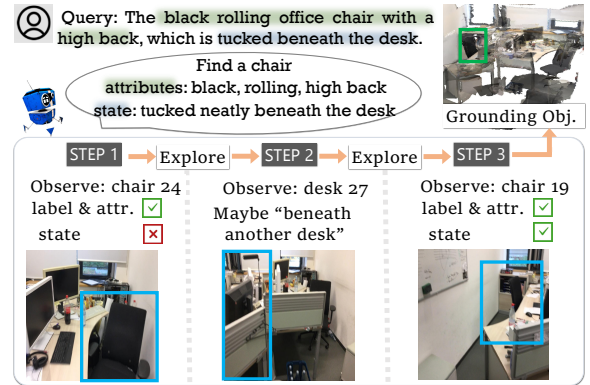 Query: The black rolling office chair with a
high back, which is tucked beneath the desk.
Find a chair
attributes: black, rolling, high back
state: tucked neatly beneath the desk
Grounding Obj.
STEP 1
Explore
STEP 2
Explore
STEP 3
Observe: chair 24
label & attr.
state
Observe: desk 27
Maybe "beneath
another desk"
Observe: chair 19
label & attr.
state